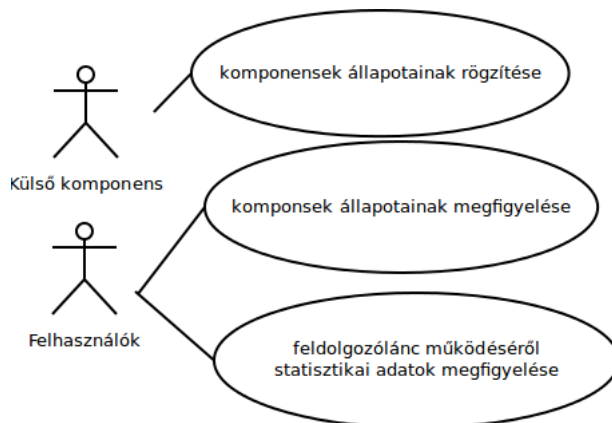 komponensek állapotainak rögzítése
Külső komponens
komponsek állapotainak megfigyelése
Felhasználók
feldolgozólánc működéséről
statisztikai adatok megfigyelése